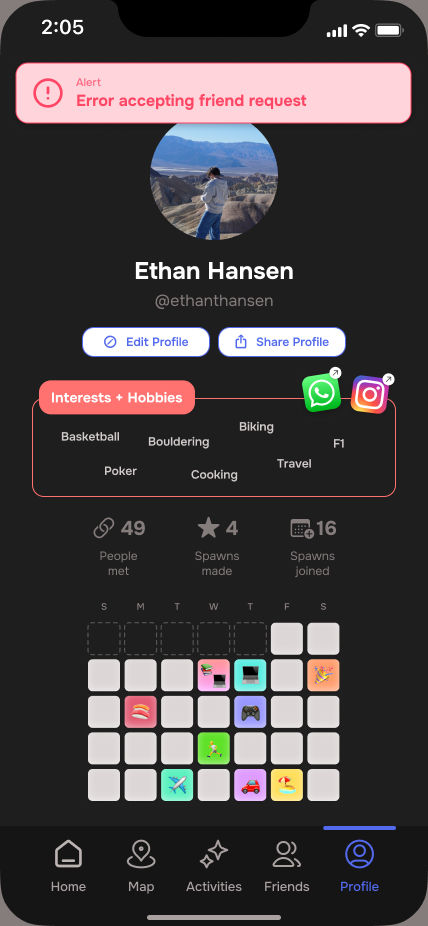 2:05
Alert
Error accepting friend request
Ethan Hansen
@ethanthansen
Edit Profile
Share Profile
Interests + Hobbies
Basketball
Bouldering
Biking
F1
Poker
Cooking
Travel
49
4
16
People
met
Spawns
made
Spawns
joined
S M T W T F S
Home
Map
Activities
Friends
Profile